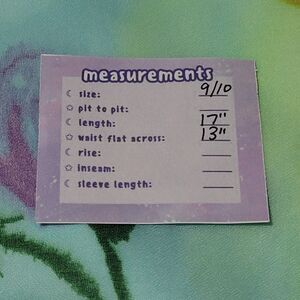 measurements
size: 9/10
pit to pit:
length: 17"
waist flat across: 13"
rise:
inseam:
sleeve length: